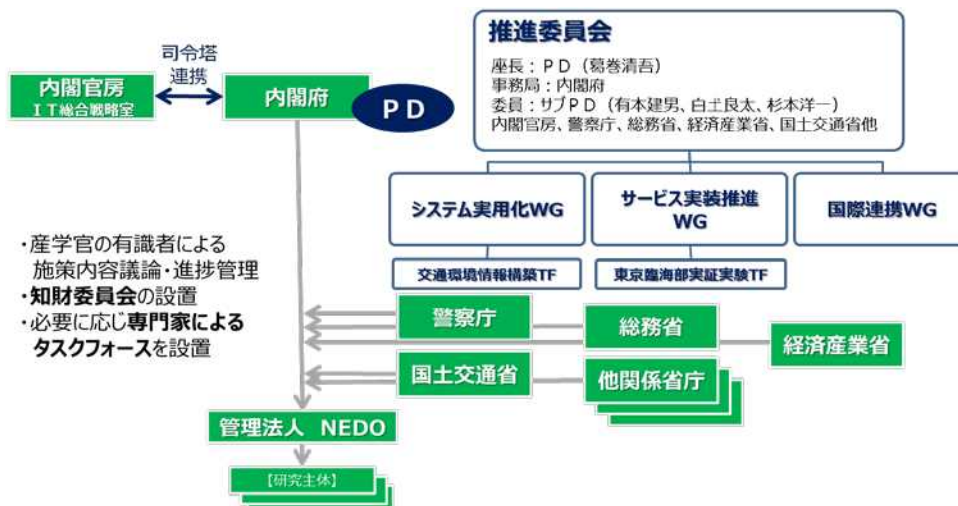 司令塔
連携
内閣官房
IT総合戦略室
内閣府
PD
推進委員会
座長：PD（葛巻清吾）
事務局：内閣府
委員：サブPD（有本建男、白土良太、杉本洋一）
内閣官房、警察庁、総務省、経済産業省、国土交通省他
システム実用化WG
サービス実装推進
WG
国際連携WG
交通環境情報構築TF
東京臨海部実証実験TF
・産学官の有識者による
施策内容議論・進捗管理
・知財委員会の設置
・必要に応じ専門家による
タスクフォースを設置
警察庁
総務省
経済産業省
国土交通省
他関係省庁
管理法人 NEDO
【研究主体】